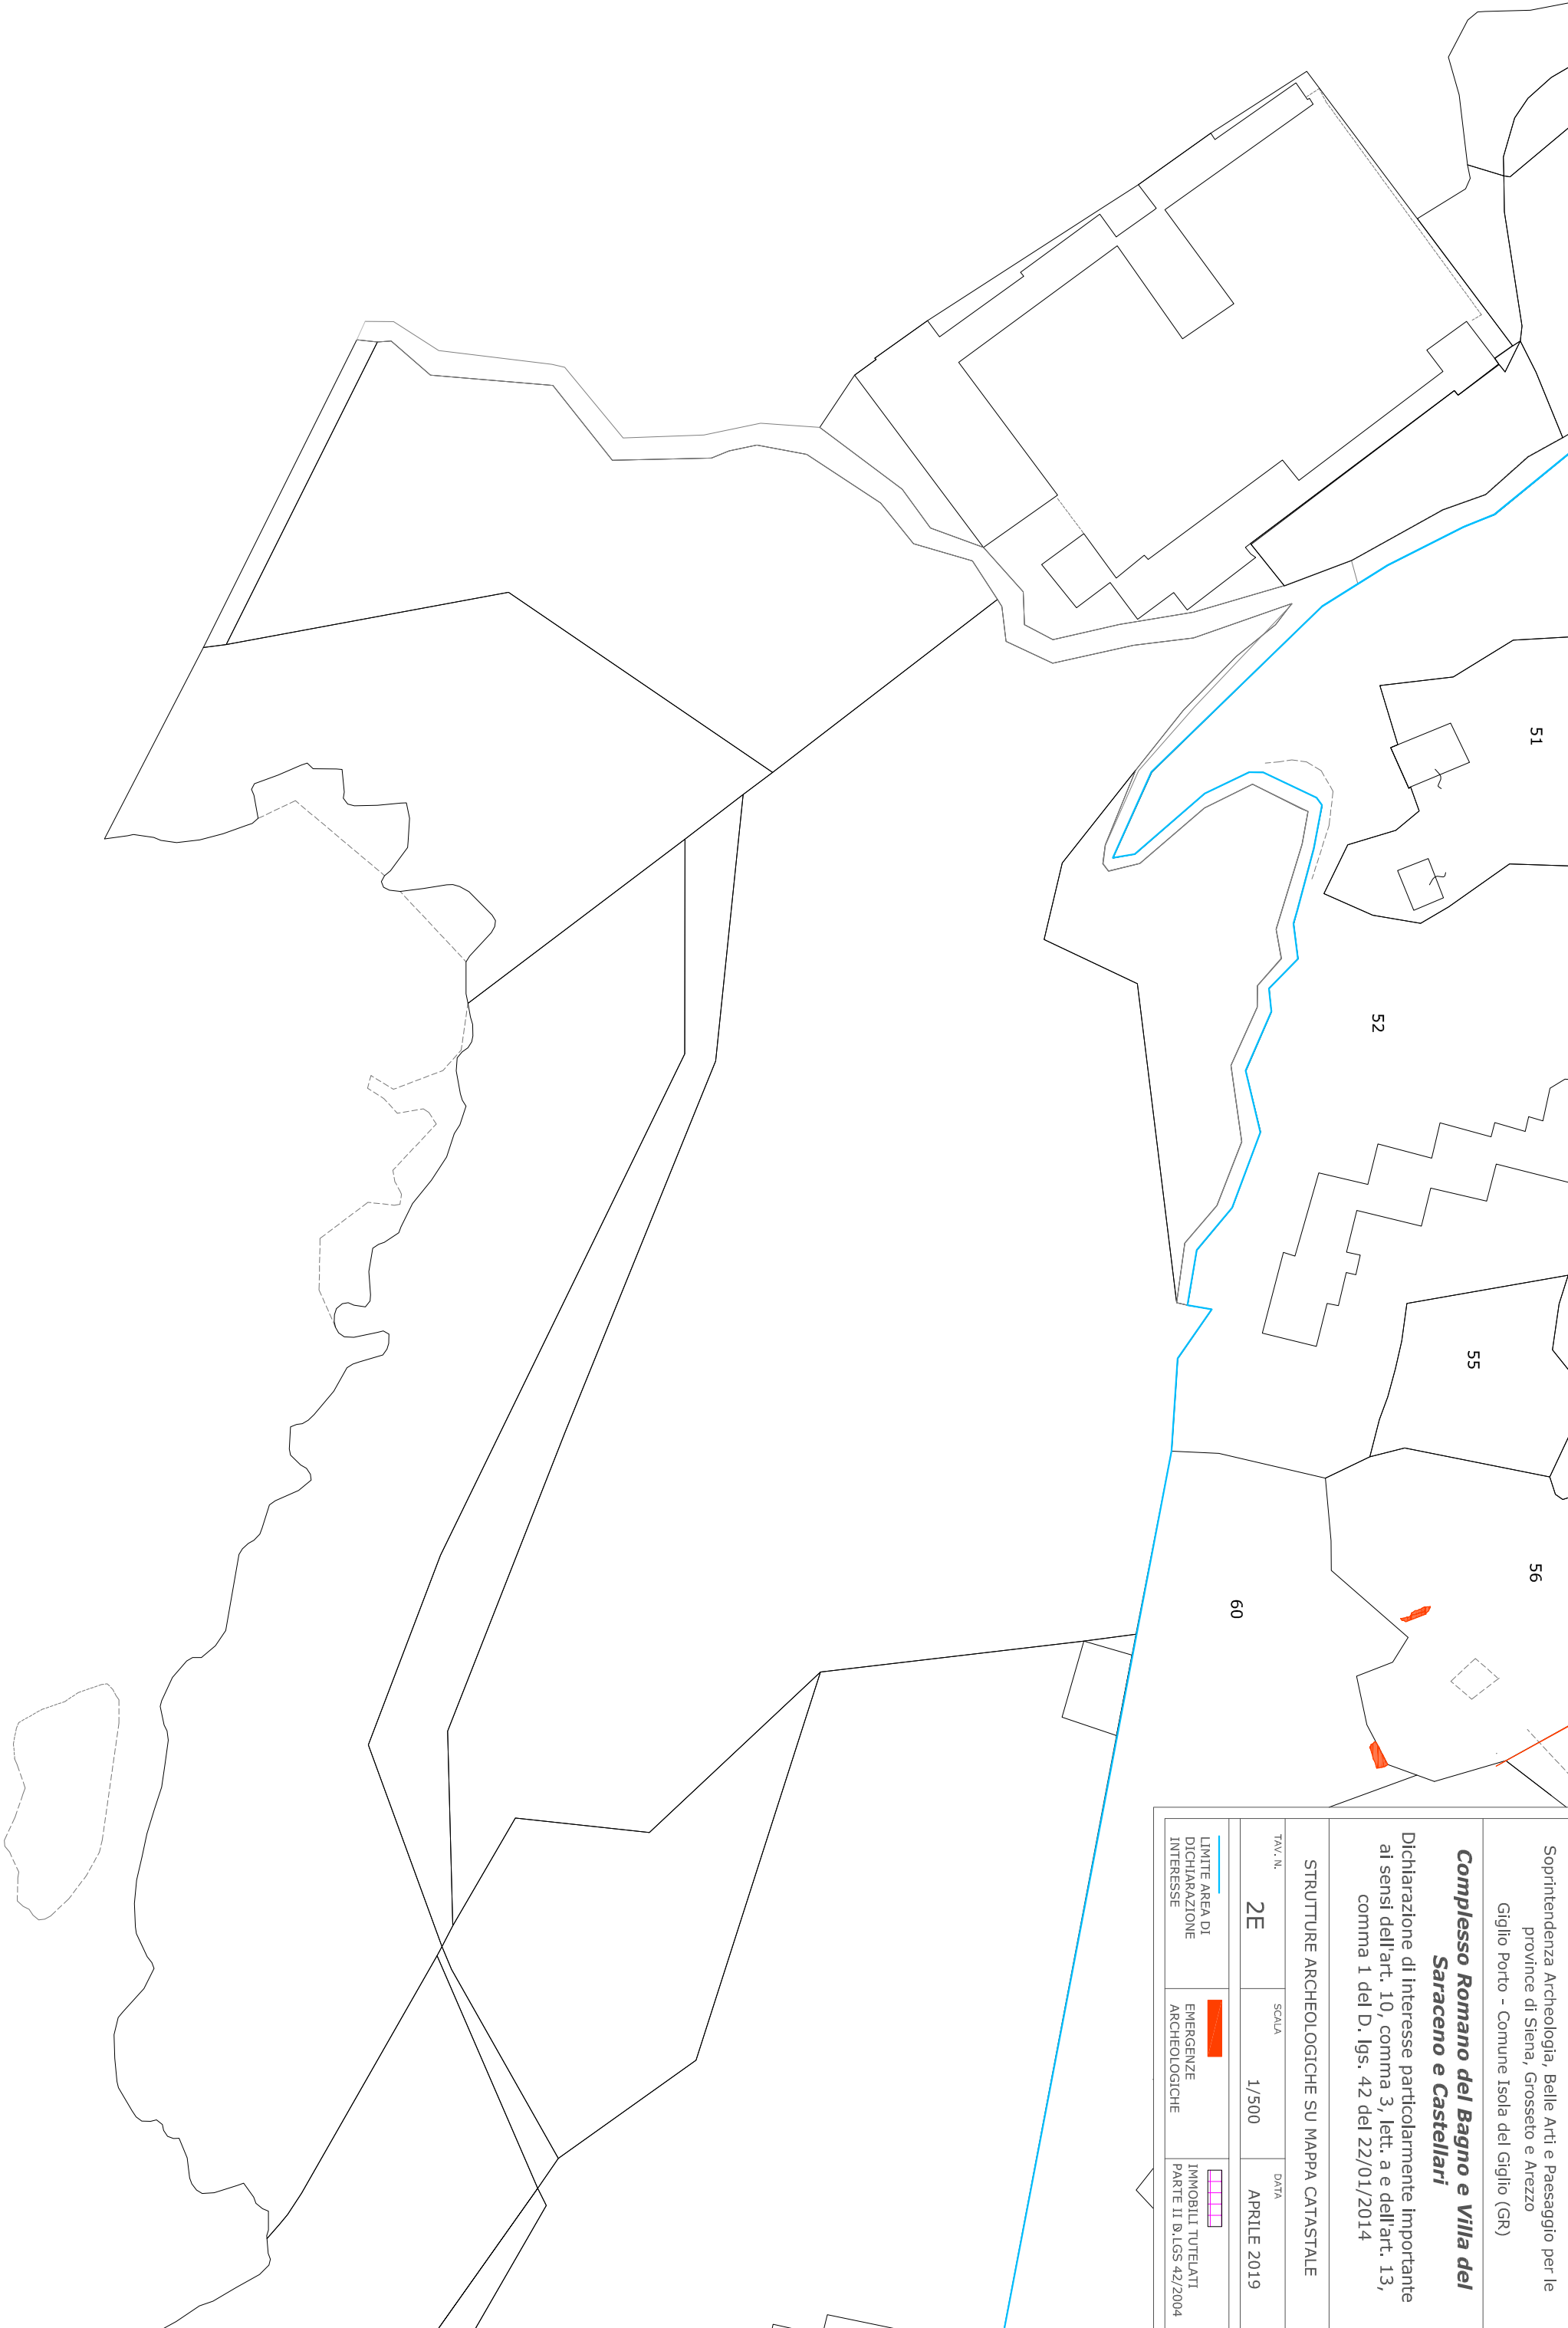 51
52
55
56
60
Soprintendenza Archeologia, Belle Arti e Paesaggio per le
province di Siena, Grosseto e Arezzo
Giglio Porto - Comune Isola del Giglio (GR)
Complesso Romano del Bagno e Villa del
Saraceno e Castellari
Dichiarazione di interesse particolarmente importante
ai sensi dell'art. 10, comma 3, lett. a e dell'art. 13,
comma 1 del D. lgs. 42 del 22/01/2014
STRUTTURE ARCHEOLOGICHE SU MAPPA CATASTALE
TAV. N.
2E
SCALA
1/500
DATA
APRILE 2019
LIMITE AREA DI
DICHIARAZIONE
INTERESSE
EMERGENZE
ARCHEOLOGICHE
IMMOBILI TUTELATI
PARTE II D.LGS 42/2004